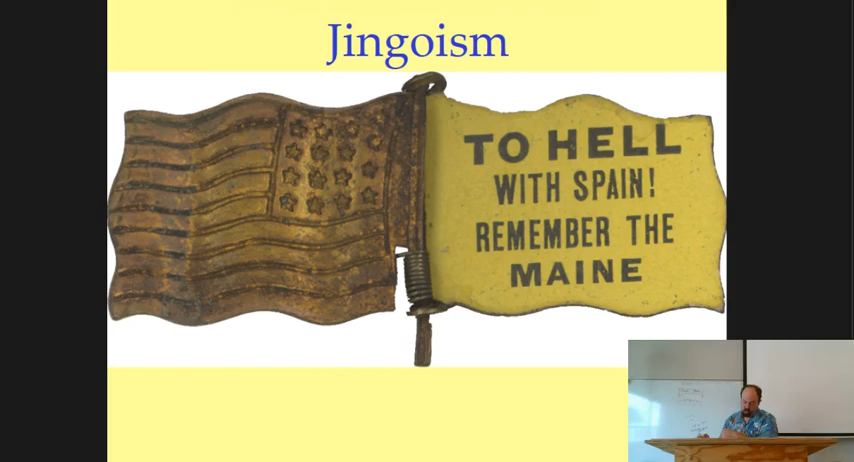 Jingoism
TO HELL
WITH SPAIN!
REMEMBER THE
MAINE